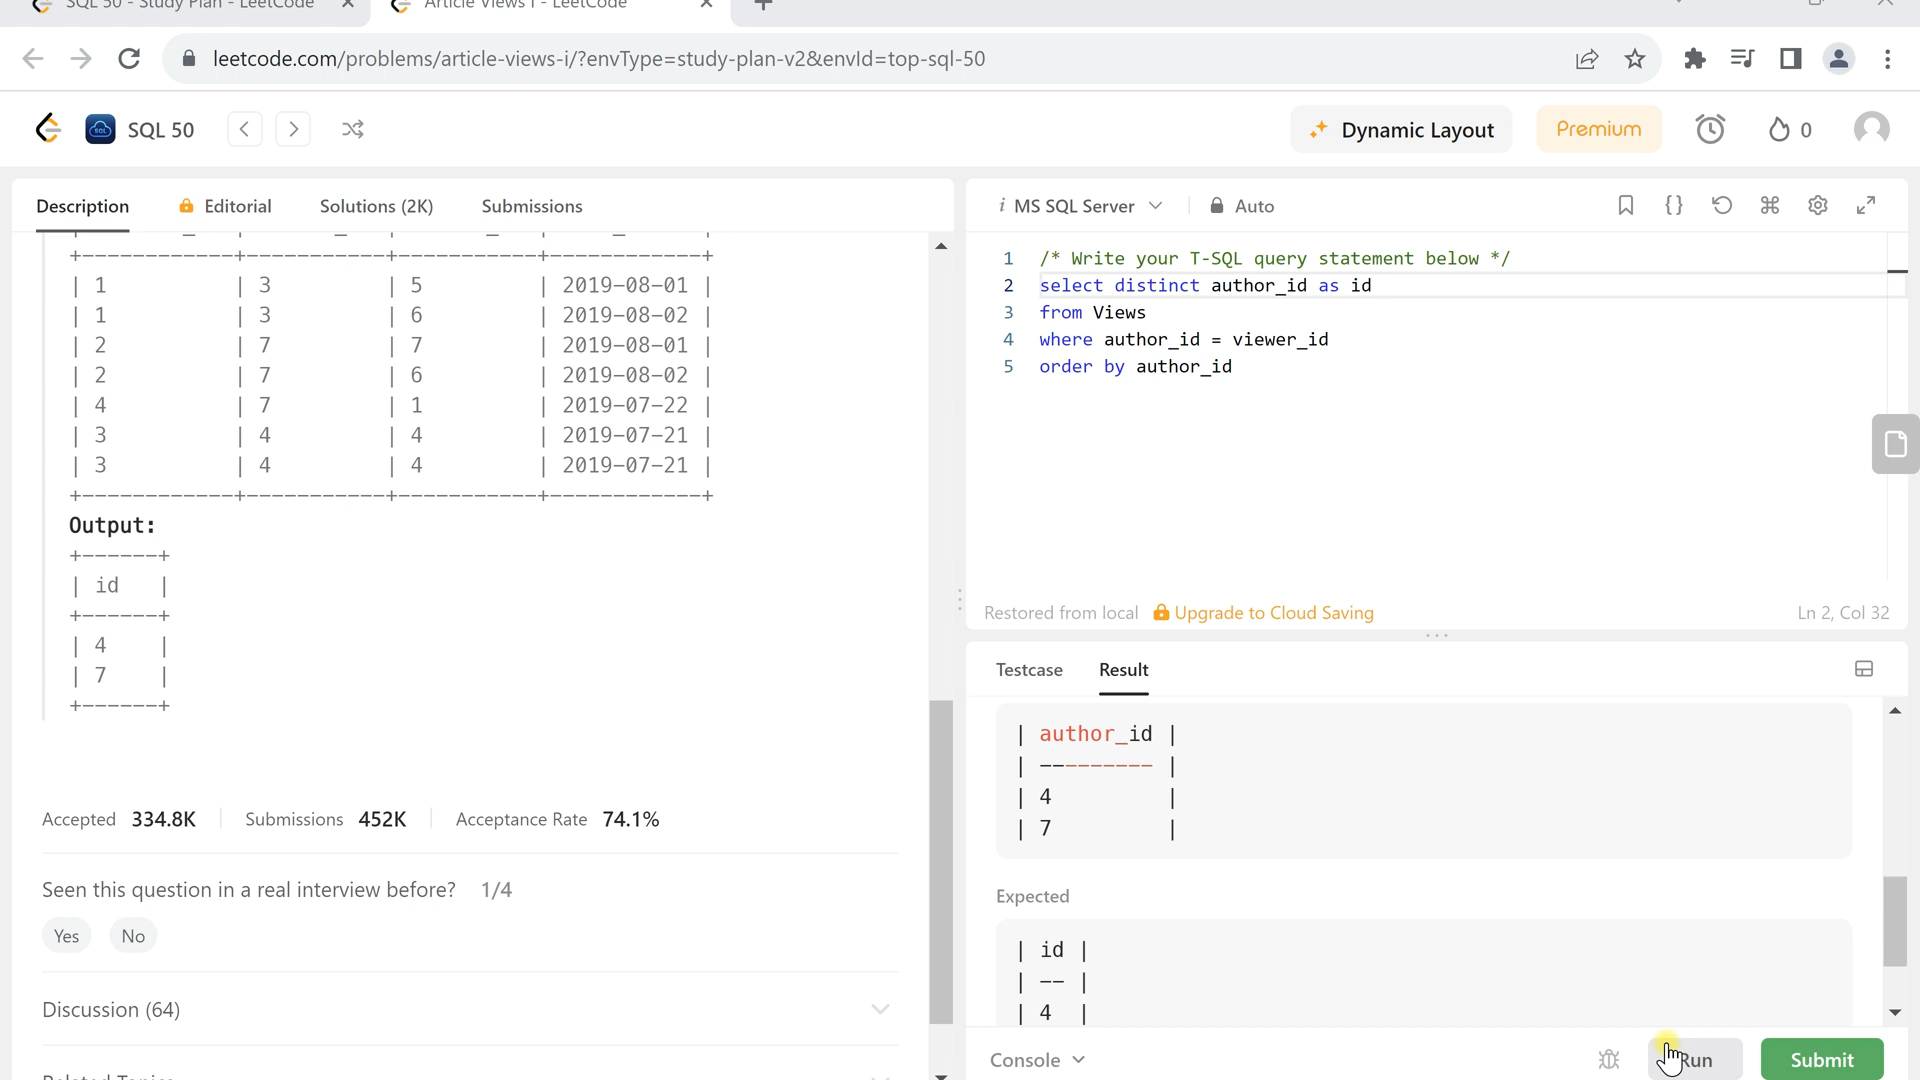 SQL 50 - Study Plan - LeetCode
Article Views I - LeetCode
leetcode.com/problems/article-views-i/?envType=study-plan-v2&envId=top-sql-50
SQL 50
Dynamic Layout
Premium
0
Description
Editorial
Solutions (2K)
Submissions
+------------+-----------+-----------+------------+
| 1 | 3 | 5 | 2019-08-01 |
| 1 | 3 | 6 | 2019-08-02 |
| 2 | 7 | 7 | 2019-08-01 |
| 2 | 7 | 6 | 2019-08-02 |
| 4 | 7 | 1 | 2019-07-22 |
| 3 | 4 | 4 | 2019-07-21 |
| 3 | 4 | 4 | 2019-07-21 |
+------------+-----------+-----------+------------+
Output:
+------+
| id |
+------+
| 4 |
| 7 |
+------+
Accepted 334.8K
Submissions 452K
Acceptance Rate 74.1%
Seen this question in a real interview before? 1/4
Yes
No
Discussion (64)
i MS SQL Server
Auto
1 /* Write your T-SQL query statement below */
2 select distinct author_id as id
3 from Views
4 where author_id = viewer_id
5 order by author_id
Restored from local
Upgrade to Cloud Saving
Ln 2, Col 32
Testcase
Result
| author_id |
| --------- |
| 4 |
| 7 |
Expected
| id |
| -- |
| 4 |
Console
Run
Submit